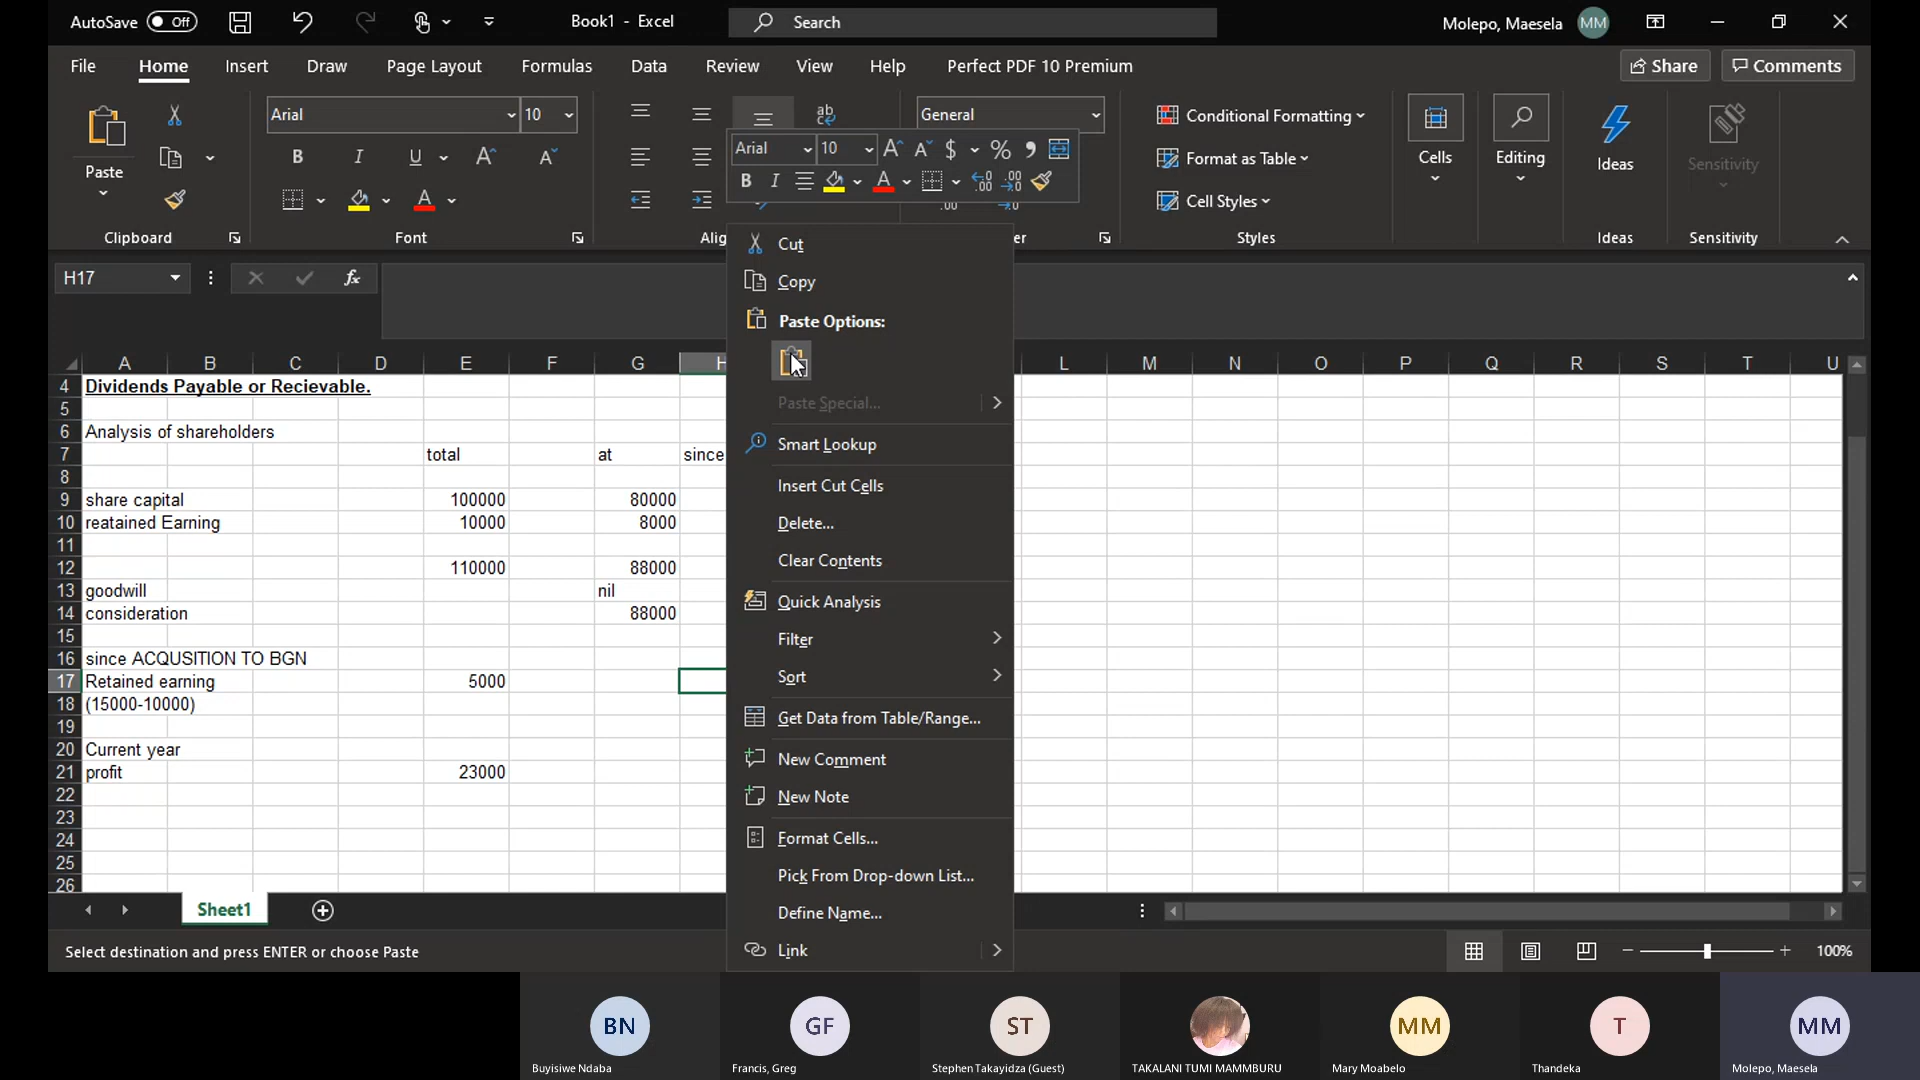 AutoSave Off
Book1 - Excel
Search
Molepo, Maesela MM
File Home Insert Draw Page Layout Formulas Data Review View Help Perfect PDF 10 Premium
Share Comments
Arial 10 General
Paste
Conditional Formatting
Format as Table
Cell Styles
Cells Editing Ideas Sensitivity
Arial 10
Clipboard Font Styles Ideas Sensitivity
H17
fx
A B C D E F G H L M N O P Q R S T U
4 Dividends Payable or Recievable.
5
6 Analysis of shareholders
7 total at since
8
9 share capital 100000 80000
10 reatained Earning 10000 8000
11
12 110000 88000
13 goodwill nil
14 consideration 88000
15
16 since ACQUSITION TO BGN
17 Retained earning 5000
18 (15000-10000)
19
20 Current year
21 profit 23000
22
23
24
25
26
Cut
Copy
Paste Options:
Paste Special...
Smart Lookup
Insert Cut Cells
Delete...
Clear Contents
Quick Analysis
Filter
Sort
Get Data from Table/Range...
New Comment
New Note
Format Cells...
Pick From Drop-down List...
Define Name...
Link
Sheet1
Select destination and press ENTER or choose Paste
100%
BN GF ST MM T MM
Buyisiwe Ndaba Francis, Greg Stephen Takayidza (Guest) TAKALANI TUMI MAMMBURU Mary Moabelo Thandeka Molepo, Maesela